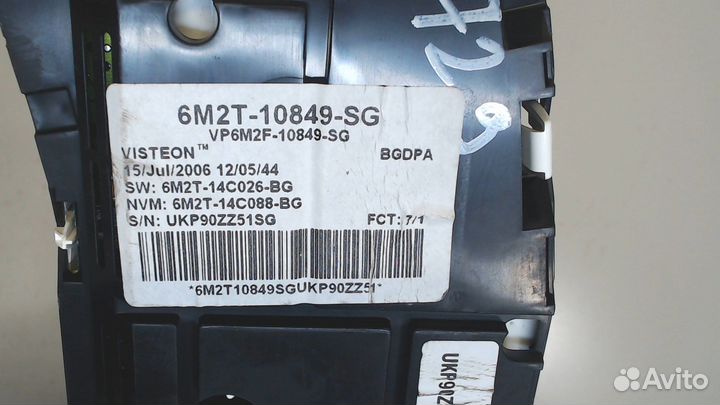 6M2T-10849-SG
VP6M2F-10849-SG
VISTEON™ BGDPA
15/Jul/2006 12/05/44
SW: 6M2T-14C026-BG
NVM: 6M2T-14C088-BG
S/N: UKP90ZZ51SG FCT: 7/1
*6M2T10849SGUKP90ZZ51*
UKP90Z
Avito